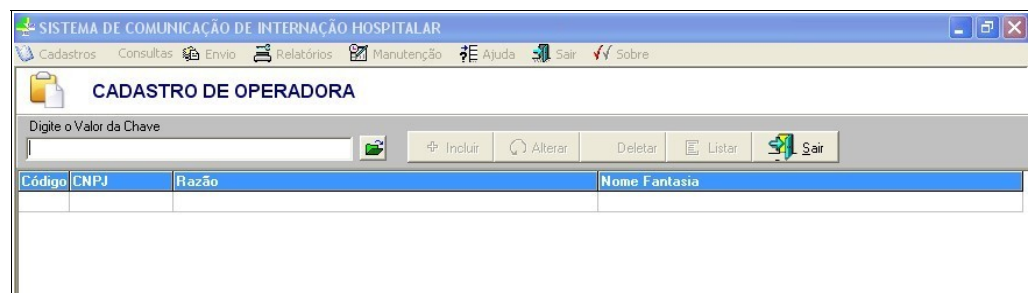 SISTEMA DE COMUNICAÇÃO DE INTERNAÇÃO HOSPITALAR
Cadastros Consultas Envio Relatórios Manutenção Ajuda Sair Sobre
CADASTRO DE OPERADORA
Digite o Valor da Chave
Incluir Alterar Deletar Listar Sair
Código CNPJ Razão Nome Fantasia